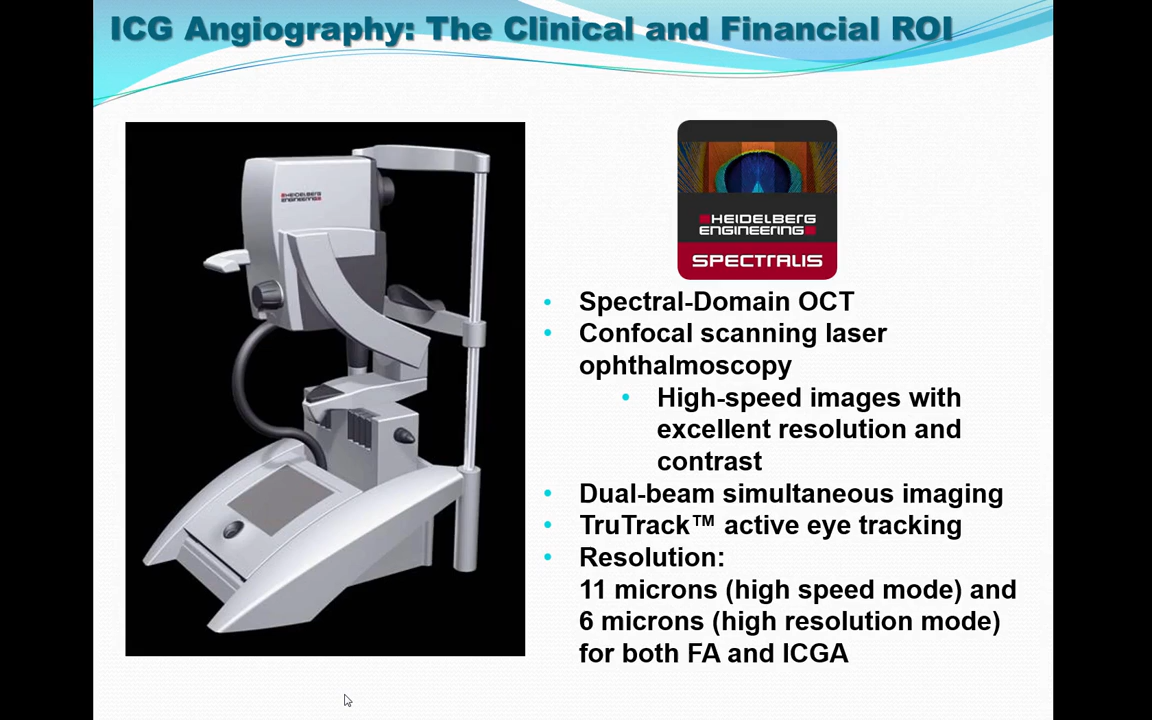 ICG Angiography: The Clinical and Financial ROI
HEIDELBERG
ENGINEERING
HEIDELBERG
ENGINEERING
SPECTRALIS
• Spectral-Domain OCT
• Confocal scanning laser
ophthalmoscopy
• High-speed images with
excellent resolution and
contrast
• Dual-beam simultaneous imaging
• TruTrack™ active eye tracking
• Resolution:
11 microns (high speed mode) and
6 microns (high resolution mode)
for both FA and ICGA